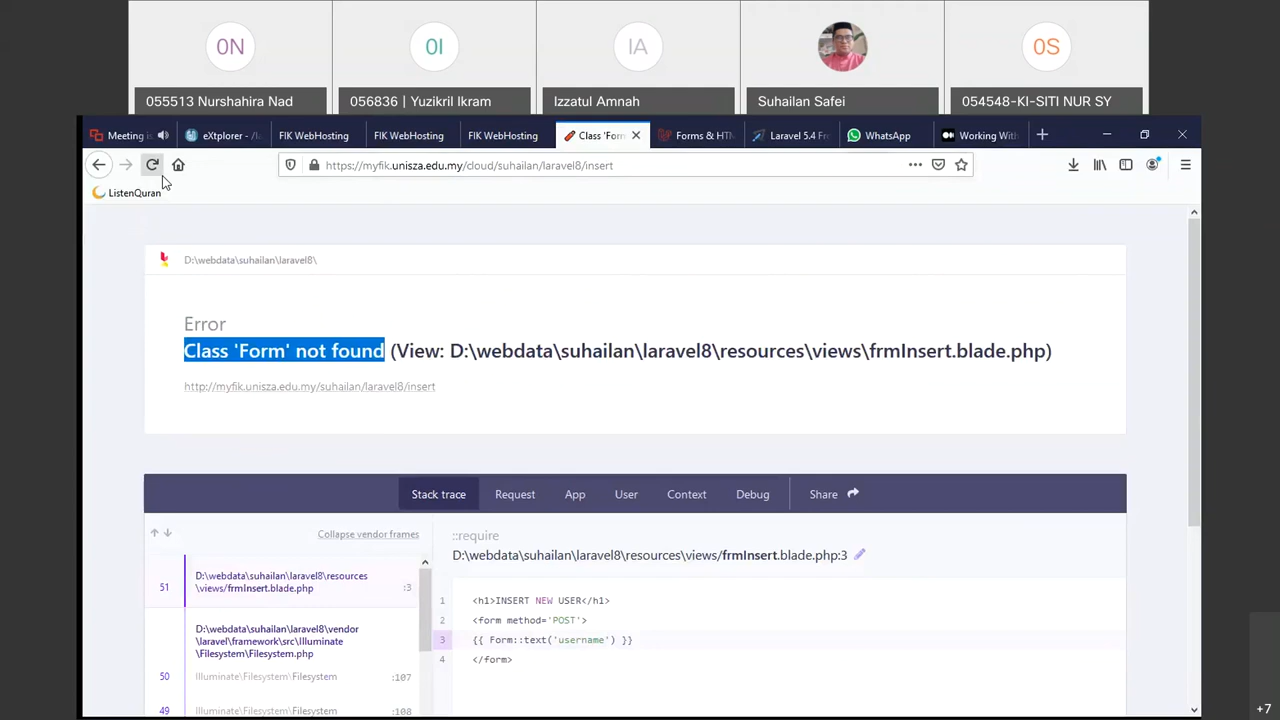 0N
0I
IA
0S
055513 Nurshahira Nad
056836 | Yuzikril Ikram
Izzatul Amnah
Suhailan Safei
054548-KI-SITI NUR SY
Meeting is
eXtplorer - /l
FIK WebHosting
FIK WebHosting
FIK WebHosting
Class 'Form
Forms & HTM
Laravel 5.4 Fr
WhatsApp
Working With
https://myfik.unisza.edu.my/cloud/suhailan/laravel8/insert
ListenQuran
D:\webdata\suhailan\laravel8\
Error
Class 'Form' not found (View: D:\webdata\suhailan\laravel8\resources\views\frmInsert.blade.php)
http://myfik.unisza.edu.my/suhailan/laravel8/insert
Stack trace
Request
App
User
Context
Debug
Share
Collapse vendor frames
::require
D:\webdata\suhailan\laravel8\resources\views/frmInsert.blade.php:3
51
D:\webdata\suhailan\laravel8\resources
\views/frmInsert.blade.php
:3
D:\webdata\suhailan\laravel8\vendor
\laravel\framework\src\Illuminate
\Filesystem\Filesystem.php
50
Illuminate\Filesystem\Filesystem
:107
49
Illuminate\Filesystem\Filesystem
:108
1 <h1>INSERT NEW USER</h1>
2 <form method='POST'>
3 {{ Form::text('username') }}
4 </form>
+7